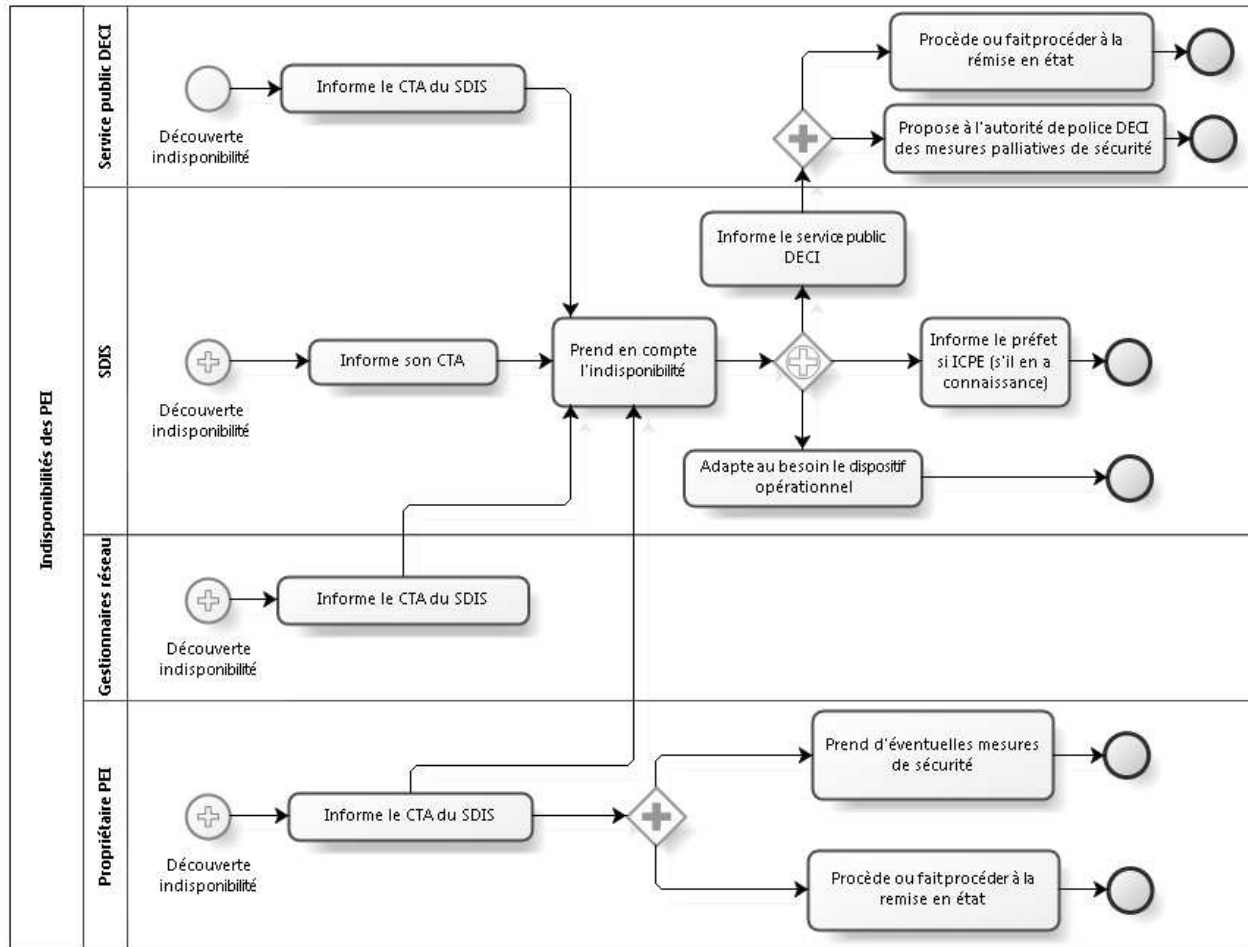 Indisponibilités des PEI
Service public DECI
Découverte
indisponibilité
Informe le CTA du SDIS
Procède ou fait procéder à la
rémise en état
Propose à l'autorité de police DECI
des mesures palliatives de sécurité
SDIS
Découverte
indisponibilité
Informe son CTA
Prend en compte
l'indisponibilité
Informe le service public
DECI
Informe le préfet
si ICPE (s'il en a
connaissance)
Adapte au besoin le dispositif
opérationnel
Gestionnaires réseau
Découverte
indisponibilité
Informe le CTA du SDIS
Propriétaire PEI
Découverte
indisponibilité
Informe le CTA du SDIS
Prend d'éventuelles mesures
de sécurité
Procède ou fait procéder à la
remise en état